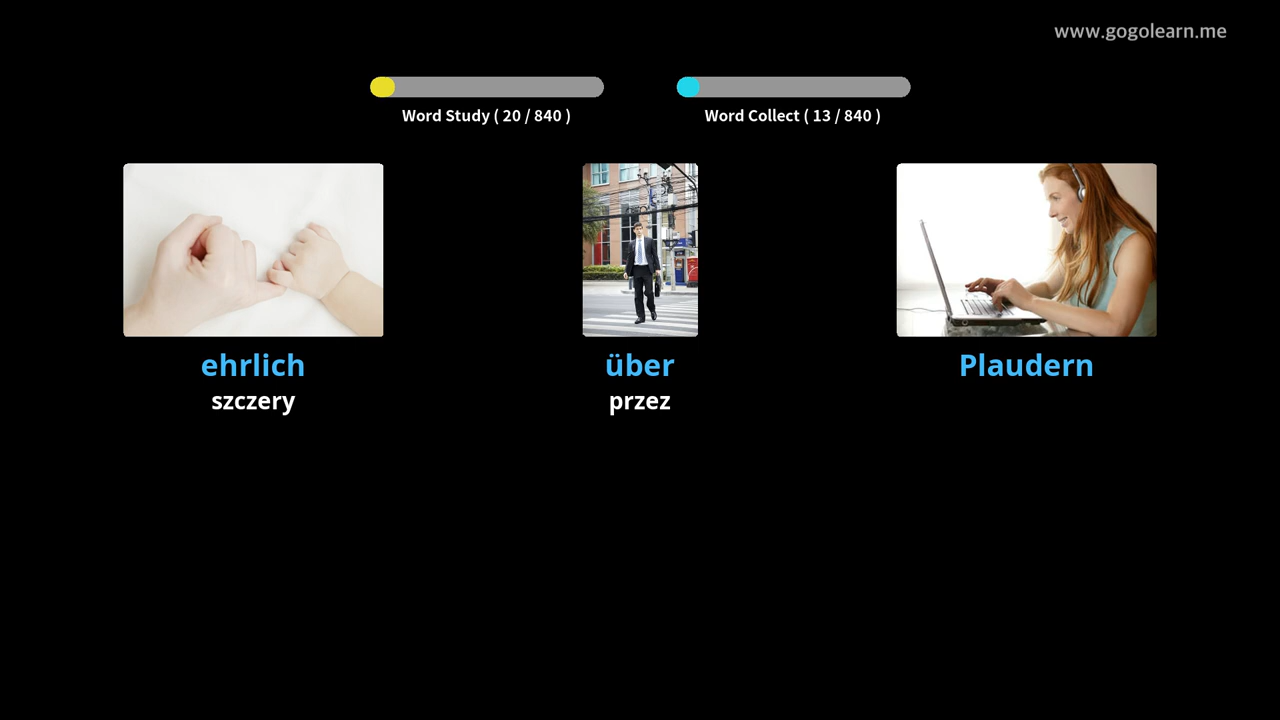 www.gogolearn.me
Word Study ( 20 / 840 )
Word Collect ( 13 / 840 )
ehrlich
über
Plaudern
szczery
przez